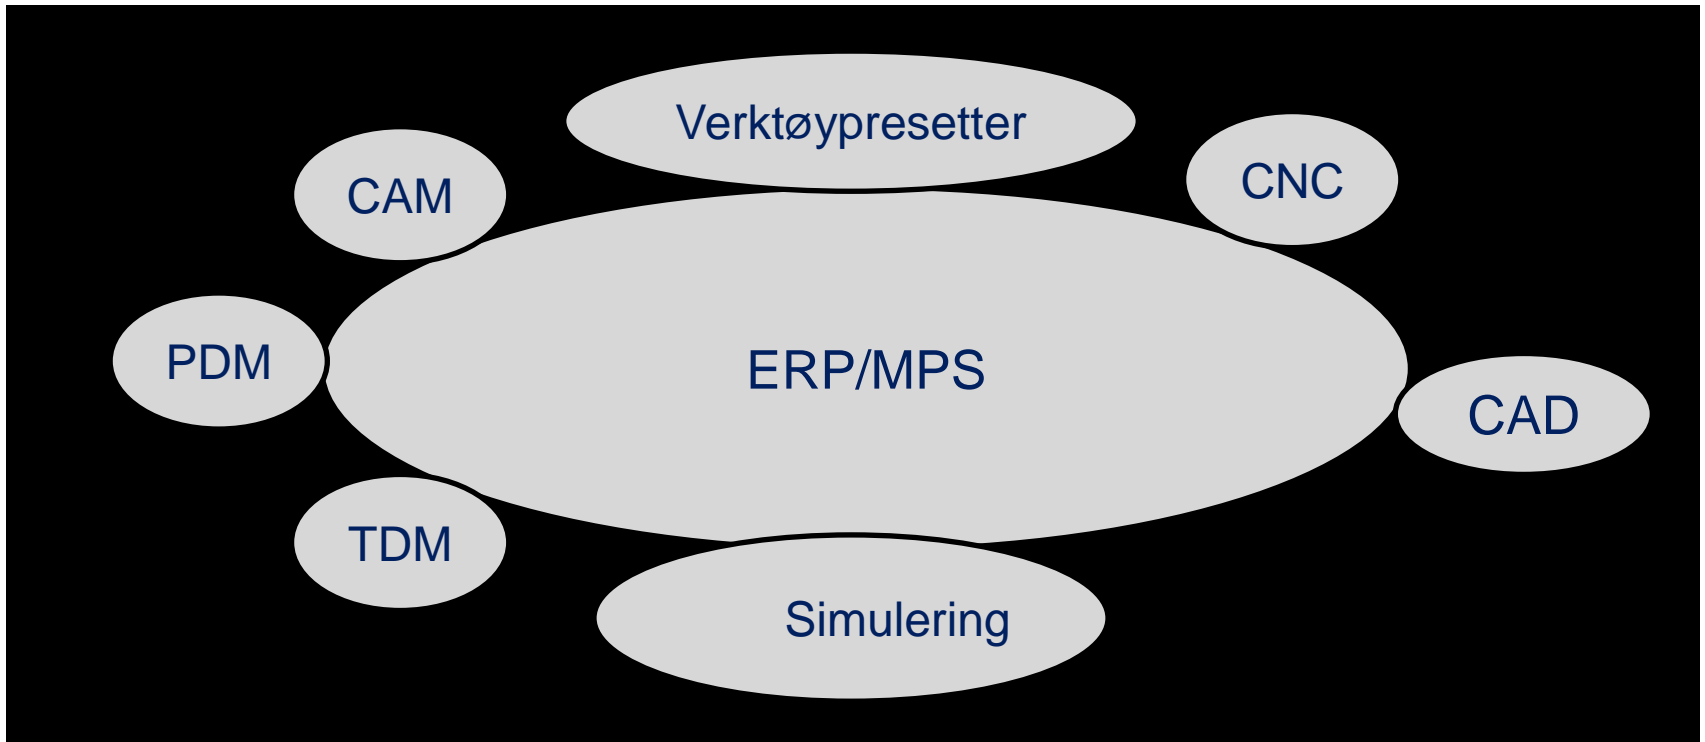 Verktøypresetter
CNC
CAM
PDM
ERP/MPS
CAD
TDM
Simulering